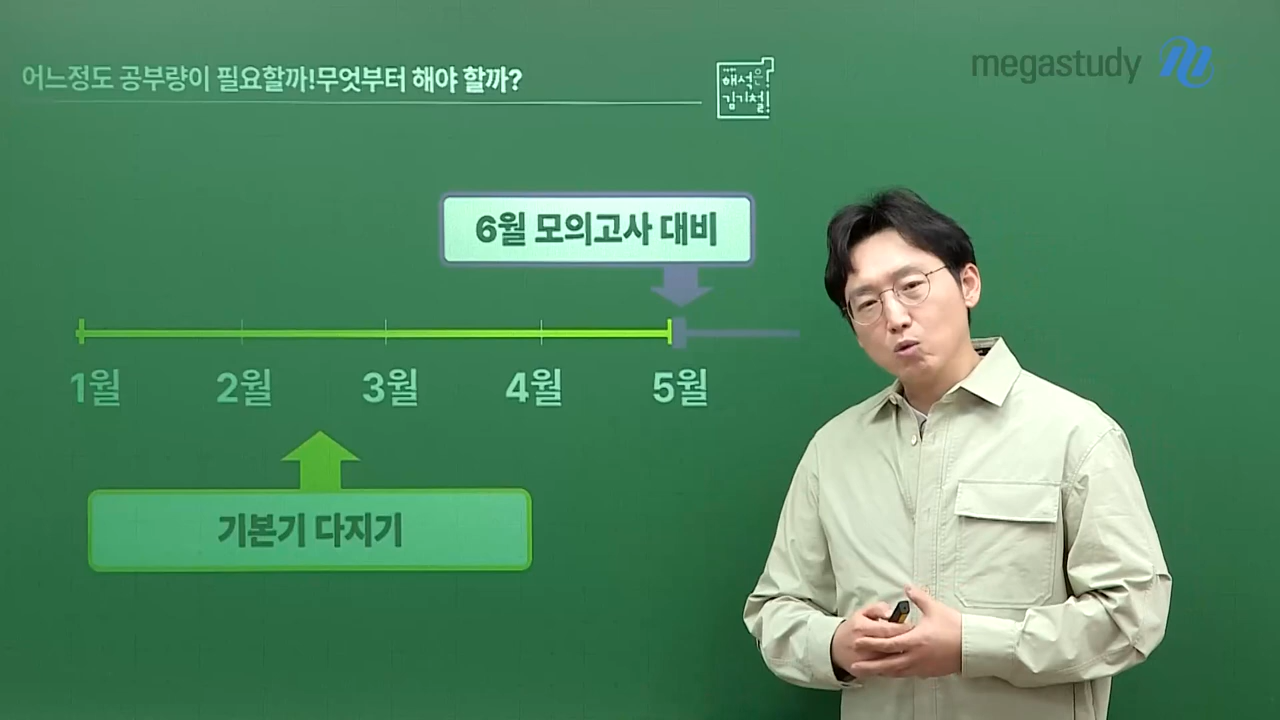 어느정도 공부량이 필요할까!무엇부터 해야 할까?
해석은
김기철!
megastudy
6월 모의고사 대비
1월 2월 3월 4월 5월
기본기 다지기